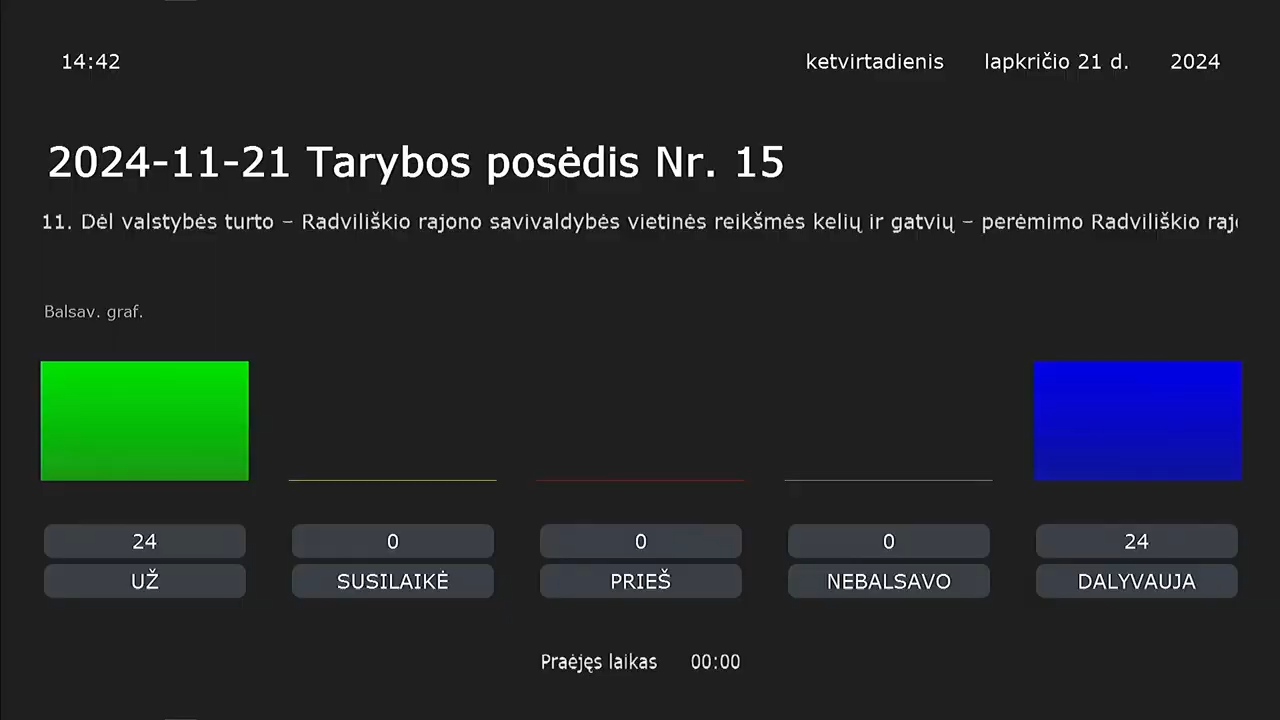 14:42 ketvirtadienis lapkričio 21 d. 2024
2024-11-21 Tarybos posėdis Nr. 15
11. Dėl valstybės turto – Radviliškio rajono savivaldybės vietinės reikšmės kelių ir gatvių – perėmimo Radviliškio
Balsav. graf.
24 0 0 0 24
UŽ SUSILAIKĖ PRIEŠ NEBALSAVO DALYVAUJA
Praėjęs laikas 00:00